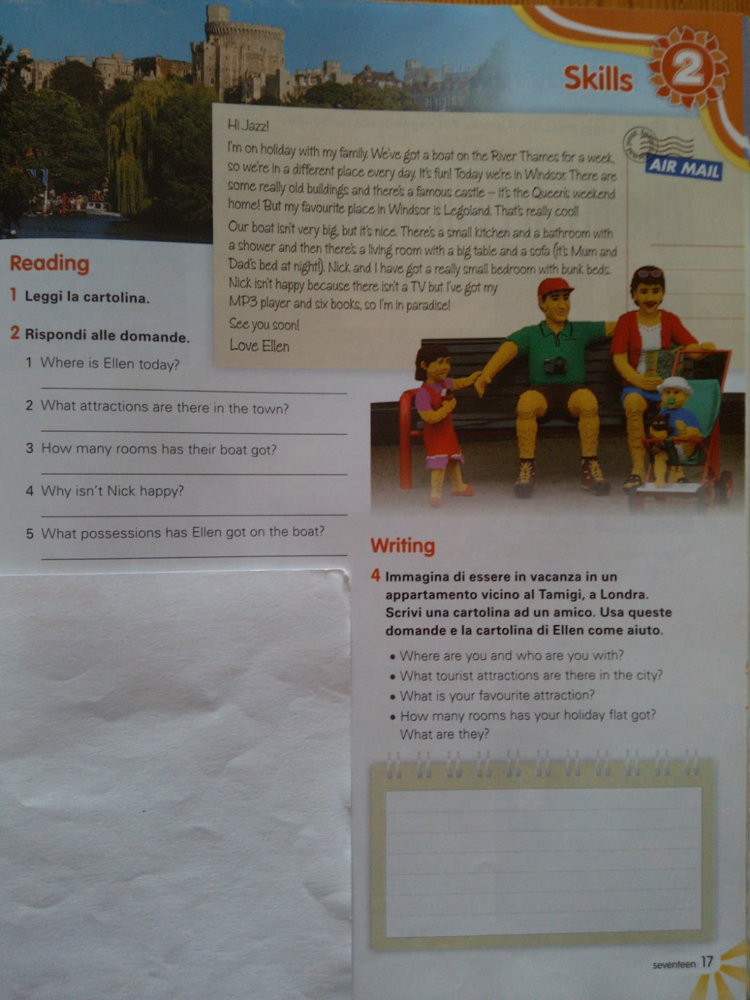 Skills 2
Hi Jazz!
I'm on holiday with my family. We've got a boat on the River Thames for a week,
so we're in a different place every day. It's fun! Today we're in Windsor. There are
some really old buildings and there's a famous castle – it's the Queen's weekend
home! But my favourite place in Windsor is Legoland. That's really cool!
Our boat isn't very big, but it's nice. There's a small kitchen and a bathroom with
a shower and then there's a living room with a big table and a sofa (it's Mum and
Dad's bed at night!). Nick and I have got a really small bedroom with bunk beds.
Nick isn't happy because there isn't a TV but I've got my
MP3 player and six books, so I'm in paradise!
See you soon!
Love Ellen
AIR MAIL
Reading
1 Leggi la cartolina.
2 Rispondi alle domande.
1 Where is Ellen today?
2 What attractions are there in the town?
3 How many rooms has their boat got?
4 Why isn't Nick happy?
5 What possessions has Ellen got on the boat?
Writing
4 Immagina di essere in vacanza in un
appartamento vicino al Tamigi, a Londra.
Scrivi una cartolina ad un amico. Usa queste
domande e la cartolina di Ellen come aiuto.
• Where are you and who are you with?
• What tourist attractions are there in the city?
• What is your favourite attraction?
• How many rooms has your holiday flat got?
What are they?
seventeen 17